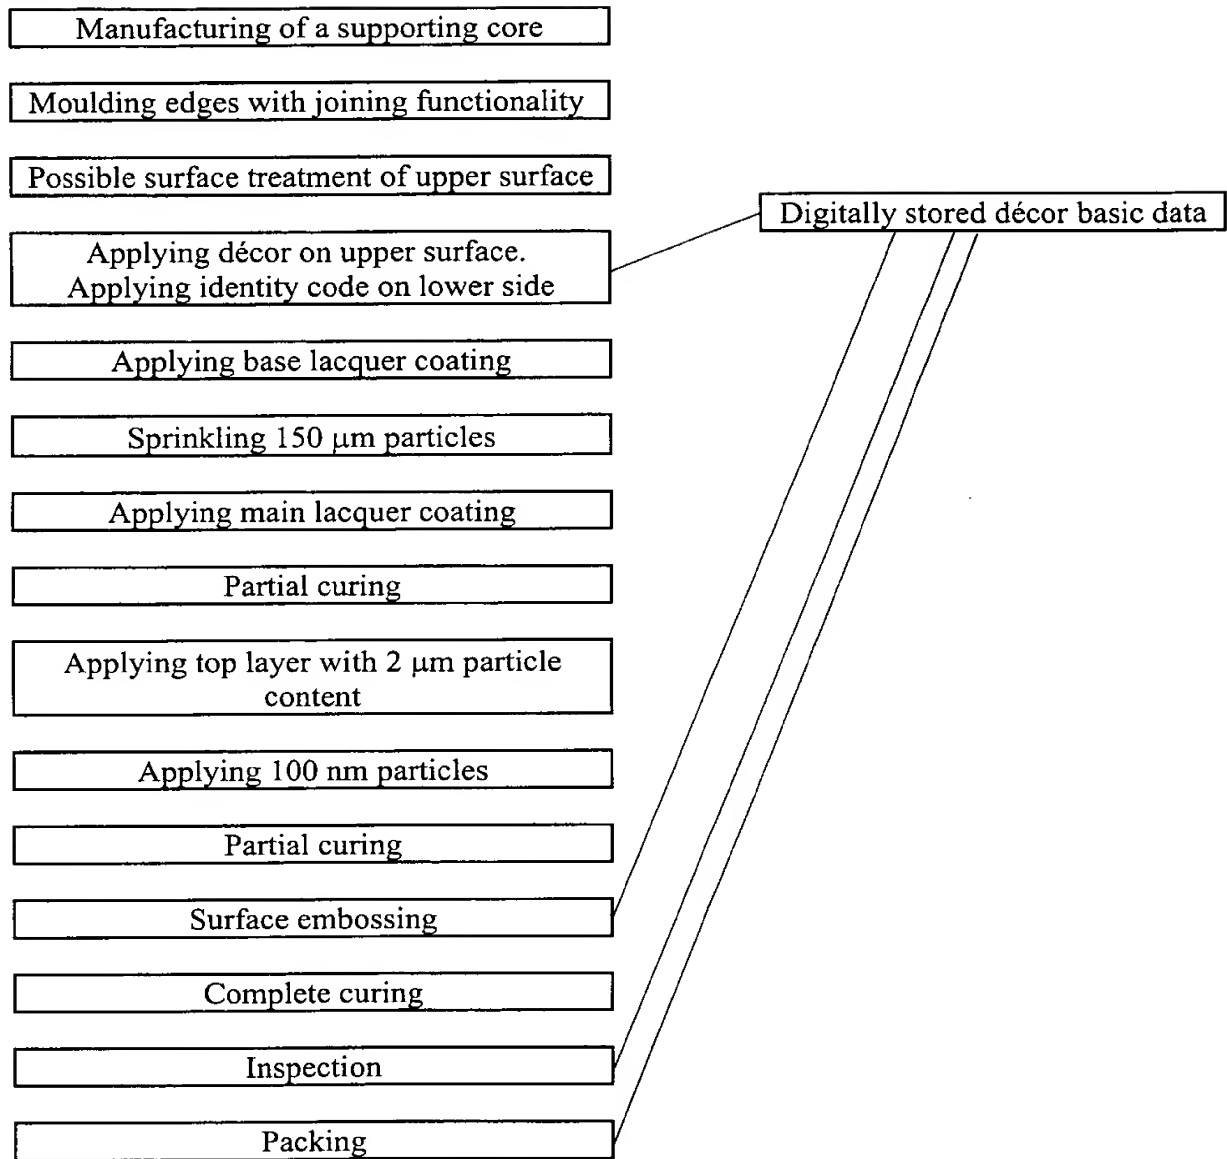 Manufacturing of a supporting core
Moulding edges with joining functionality
Possible surface treatment of upper surface
Digitally stored décor basic data
Applying décor on upper surface.
Applying identity code on lower side
Applying base lacquer coating
Sprinkling 150 μm particles
Applying main lacquer coating
Partial curing
Applying top layer with 2 μm particle
content
Applying 100 nm particles
Partial curing
Surface embossing
Complete curing
Inspection
Packing